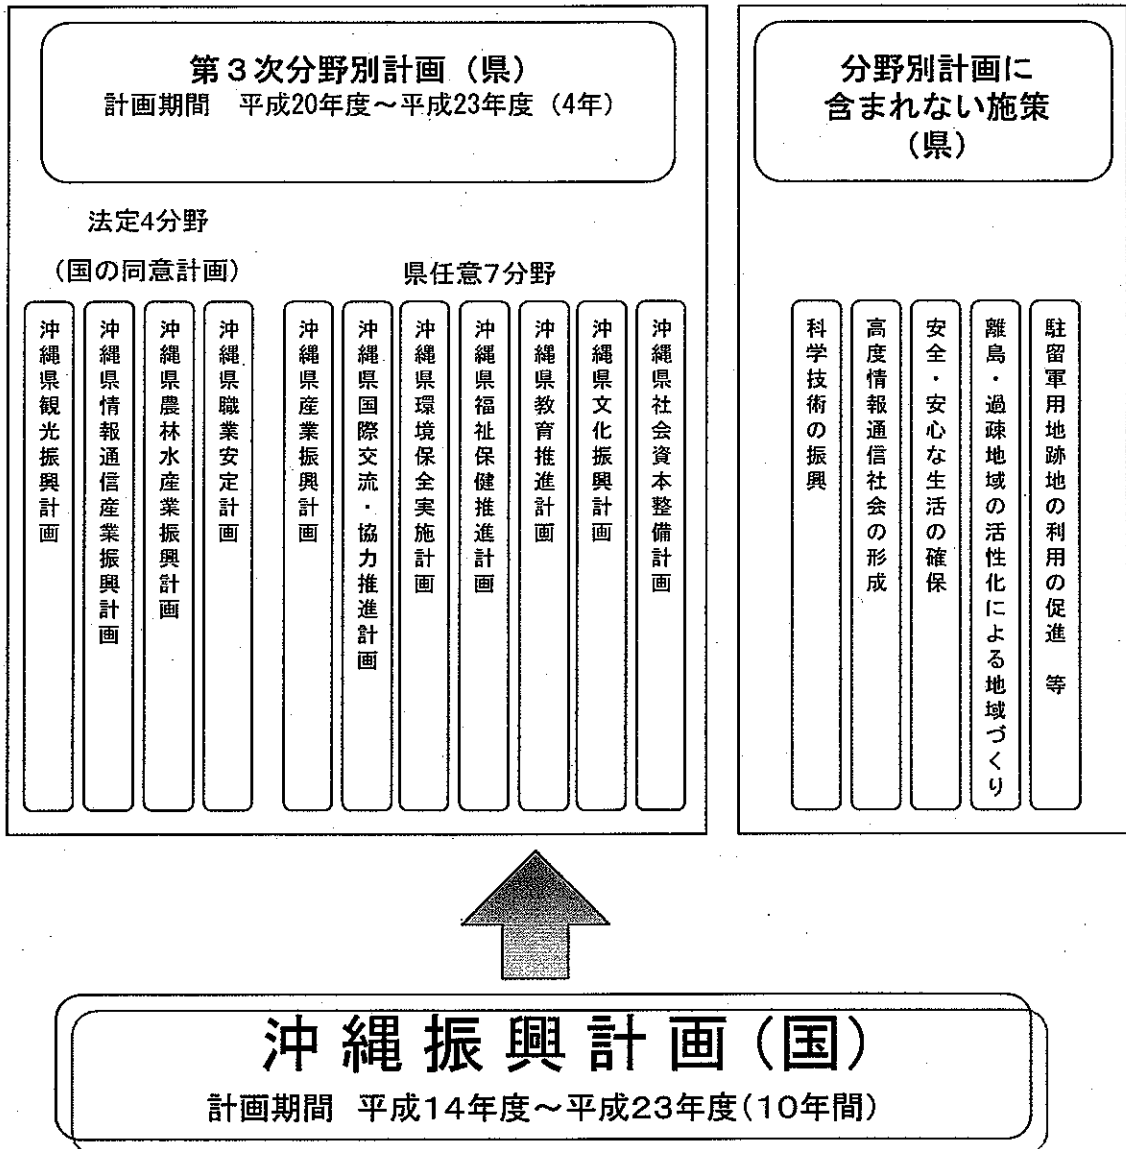 第3次分野別計画（県）
計画期間　平成20年度～平成23年度（4年）
法定4分野
（国の同意計画）
県任意7分野
沖縄県観光振興計画
沖縄県情報通信産業振興計画
沖縄県農林水産業振興計画
沖縄県職業安定計画
沖縄県産業振興計画
沖縄県国際交流・協力推進計画
沖縄県環境保全実施計画
沖縄県福祉保健推進計画
沖縄県教育推進計画
沖縄県文化振興計画
沖縄県社会資本整備計画
分野別計画に
含まれない施策
（県）
科学技術の振興
高度情報通信社会の形成
安全・安心な生活の確保
離島・過疎地域の活性化による地域づくり
駐留軍用地跡地の利用の促進　等
沖縄振興計画（国）
計画期間　平成14年度～平成23年度（10年間）